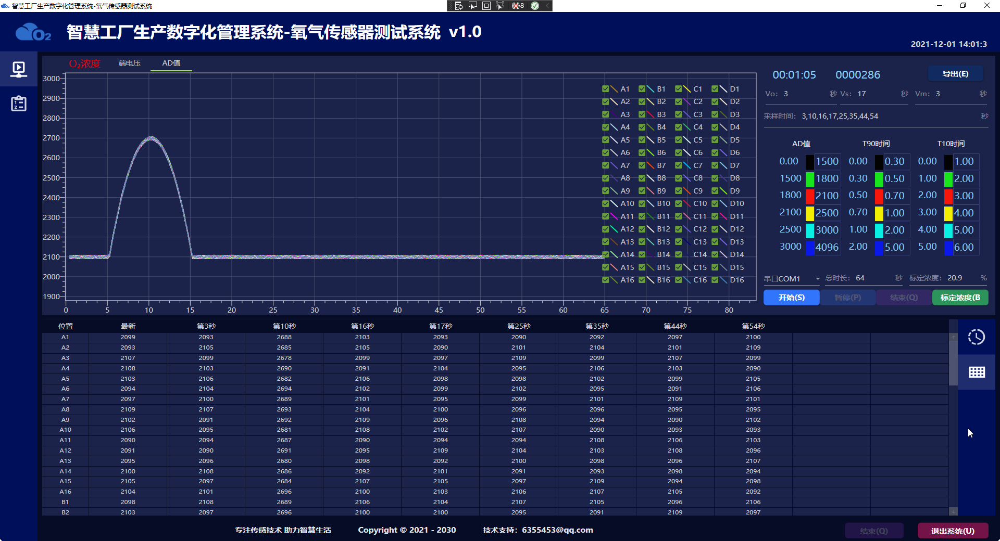 智慧工厂生产数字化管理系统-氧气传感器测试系统
8
O2 智慧工厂生产数字化管理系统-氧气传感器测试系统 v1.0
2021-12-01 14:01:3
O₂浓度 端电压 AD值
3000
2900
2800
2700
2600
2500
2400
2300
2200
2100
2000
1900
0 5 10 15 20 25 30 35 40 45 50 55 60 65 70 75 80
A1 B1 C1 D1
A2 B2 C2 D2
A3 B3 C3 D3
A4 B4 C4 D4
A5 B5 C5 D5
A6 B6 C6 D6
A7 B7 C7 D7
A8 B8 C8 D8
A9 B9 C9 D9
A10 B10 C10 D10
A11 B11 C11 D11
A12 B12 C12 D12
A13 B13 C13 D13
A14 B14 C14 D14
A15 B15 C15 D15
A16 B16 C16 D16
00:01:05 0000286 导出(E)
Vo: 3 秒 Vs: 17 秒 Vm: 3 秒
采样时间: 3,10,16,17,25,35,44,54 秒
AD值 T90时间 T10时间
0.00 1500 0.00 0.30 0.00 1.00
1500 1800 0.30 0.50 1.00 2.00
1800 2100 0.50 0.70 2.00 3.00
2100 2500 0.70 1.00 3.00 4.00
2500 3000 1.00 2.00 4.00 5.00
3000 4096 2.00 5.00 5.00 6.00
串口COM1 总时长: 64 秒 标定浓度: 20.9 %
开始(S) 暂停(P) 结束(Q) 标定浓度(B
位置 最新 第3秒 第10秒 第16秒 第17秒 第25秒 第35秒 第44秒 第54秒
A1 2099 2093 2688 2103 2093 2090 2092 2097 2100
A2 2093 2105 2685 2105 2090 2101 2104 2101 2109
A3 2107 2099 2678 2099 2097 2109 2099 2107 2099
A4 2108 2103 2690 2091 2104 2095 2106 2103 2090
A5 2103 2106 2682 2106 2098 2098 2102 2099 2105
A6 2094 2104 2694 2102 2099 2102 2095 2091 2106
A7 2097 2100 2689 2101 2095 2099 2101 2109 2101
A8 2109 2107 2693 2104 2100 2096 2096 2095 2095
A9 2102 2091 2692 2109 2096 2108 2094 2090 2102
A10 2106 2095 2681 2108 2102 2107 2090 2093 2093
A11 2090 2094 2687 2090 2094 2094 2108 2106 2103
A12 2091 2090 2691 2095 2109 2104 2103 2108 2096
A13 2095 2096 2680 2098 2092 2100 2098 2096 2107
A14 2100 2108 2686 2092 2101 2091 2093 2098 2094
A15 2105 2097 2684 2107 2105 2097 2109 2094 2098
A16 2104 2101 2696 2100 2103 2106 2107 2105 2092
B1 2098 2108 2689 2106 2104 2107 2105 2096 2106
B2 2103 2097 2696 2100 2100 2095 2091 2109 2097
专注传感技术 助力智慧生活 Copyright © 2021 - 2030 技术支持：6355453@qq.com
结束(Q) 退出系统(U)